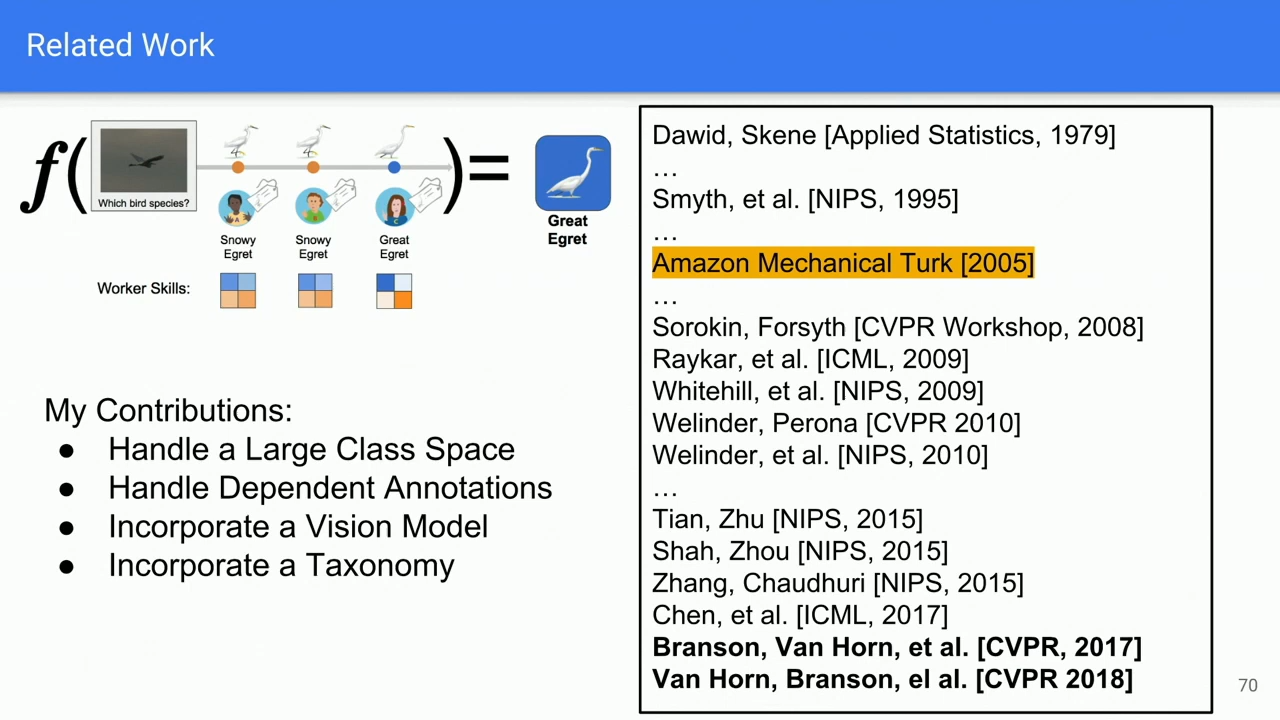 Related Work
f( )=
Which bird species?
Snowy Egret
Snowy Egret
Great Egret
Great Egret
Worker Skills:
My Contributions:
● Handle a Large Class Space
● Handle Dependent Annotations
● Incorporate a Vision Model
● Incorporate a Taxonomy
Dawid, Skene [Applied Statistics, 1979]
…
Smyth, et al. [NIPS, 1995]
…
Amazon Mechanical Turk [2005]
…
Sorokin, Forsyth [CVPR Workshop, 2008]
Raykar, et al. [ICML, 2009]
Whitehill, et al. [NIPS, 2009]
Welinder, Perona [CVPR 2010]
Welinder, et al. [NIPS, 2010]
…
Tian, Zhu [NIPS, 2015]
Shah, Zhou [NIPS, 2015]
Zhang, Chaudhuri [NIPS, 2015]
Chen, et al. [ICML, 2017]
Branson, Van Horn, et al. [CVPR, 2017]
Van Horn, Branson, el al. [CVPR 2018]
70